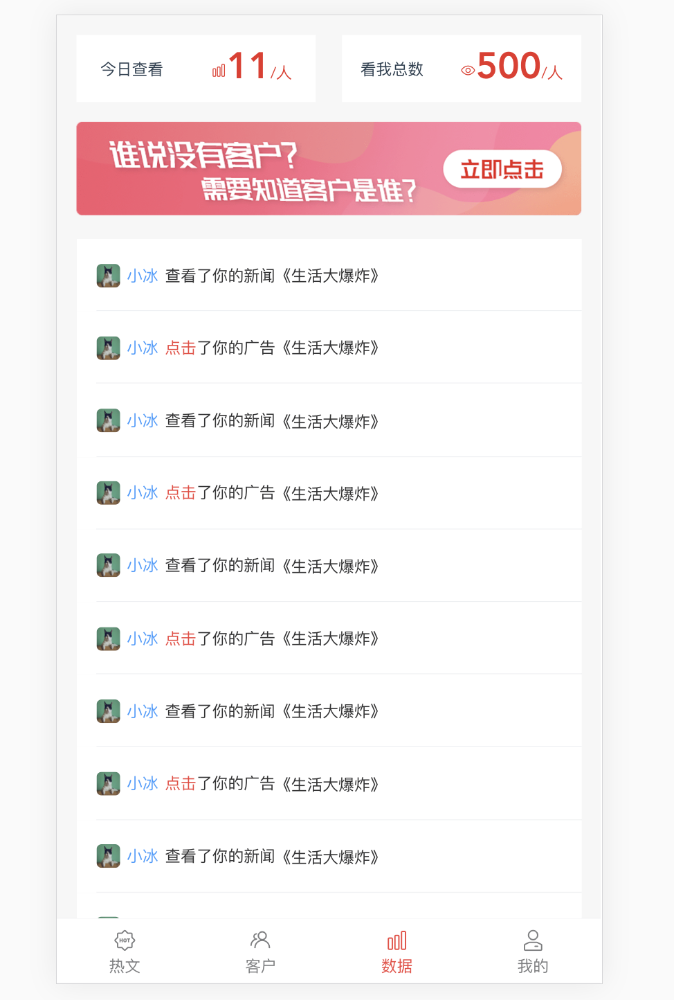 今日查看 11/人 看我总数 500/人
谁说没有客户?
需要知道客户是谁?
立即点击
小冰 查看了你的新闻《生活大爆炸》
小冰 点击了你的广告《生活大爆炸》
小冰 查看了你的新闻《生活大爆炸》
小冰 点击了你的广告《生活大爆炸》
小冰 查看了你的新闻《生活大爆炸》
小冰 点击了你的广告《生活大爆炸》
小冰 查看了你的新闻《生活大爆炸》
小冰 点击了你的广告《生活大爆炸》
小冰 查看了你的新闻《生活大爆炸》
HOT
热文 客户 数据 我的